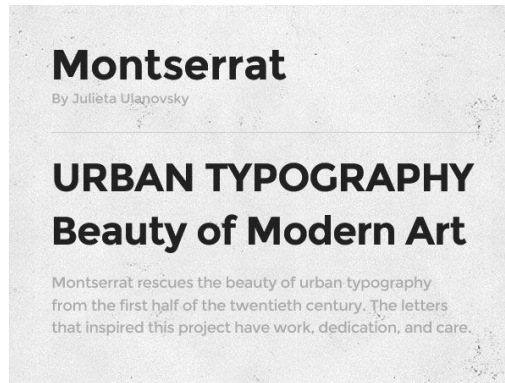 Montserrat
By Julieta Ulanovsky
URBAN TYPOGRAPHY
Beauty of Modern Art
Montserrat rescues the beauty of urban typography
from the first half of the twentieth century. The letters
that inspired this project have work, dedication, and care.